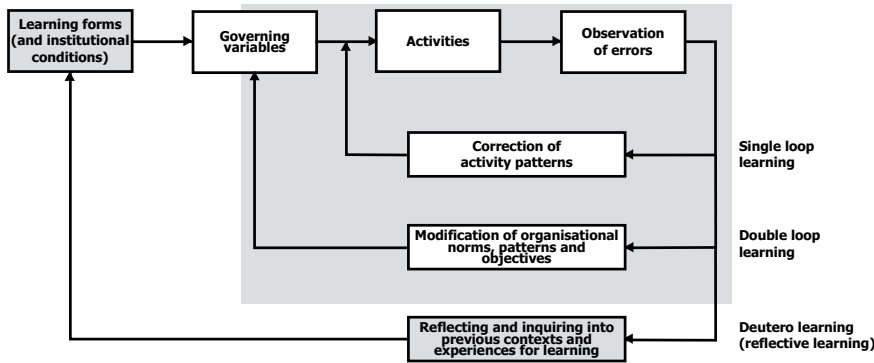 Learning forms
(and institutional
conditions)
Governing
variables
Activities
Observation
of errors
Correction of
activity patterns
Single loop
learning
Modification of organisational
norms, patterns and
objectives
Double loop
learning
Reflecting and inquiring into
previous contexts and
experiences for learning
Deutero learning
(reflective learning)